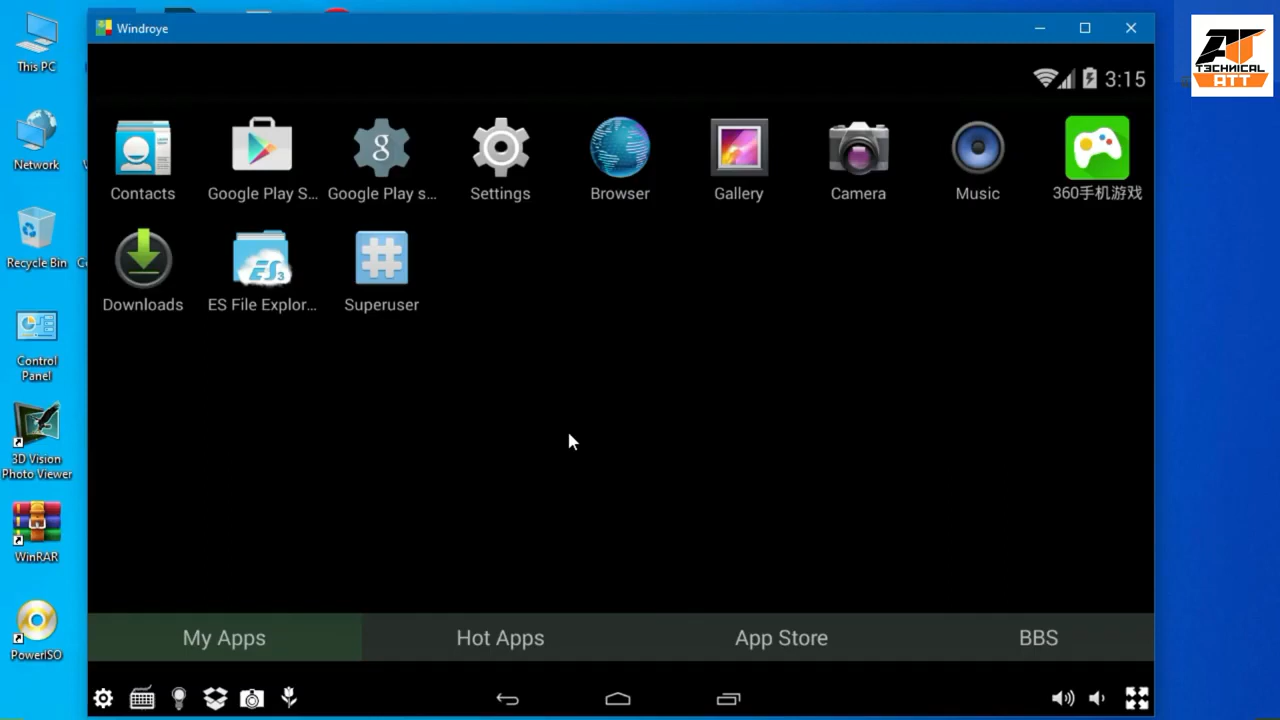 Windroye
TECHNICAL
ATT
This PC
3:15
Contacts
Google Play S...
Google Play s...
Settings
Browser
Gallery
Camera
Music
360手机游戏
Network
Recycle Bin
Downloads
ES File Explor...
Superuser
Control
Panel
3D Vision
Photo Viewer
WinRAR
PowerISO
My Apps
Hot Apps
App Store
BBS